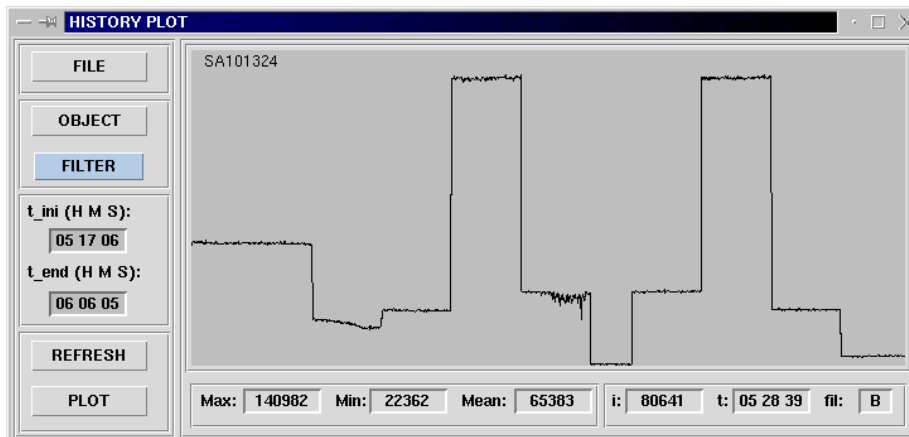 HISTORY PLOT
FILE
OBJECT
FILTER
t_ini (H M S):
05 17 06
t_end (H M S):
06 06 05
REFRESH
PLOT
SA101324
Max: 140982 Min: 22362 Mean: 65383 i: 80641 t: 05 28 39 fil: B